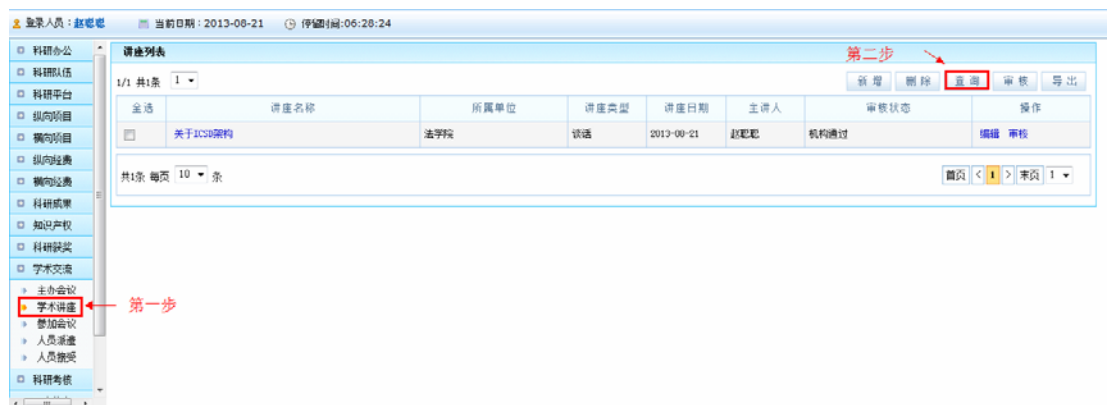 登录人员：赵聪聪 当前日期：2013-08-21 停留时间:06:28:24
科研办公
科研队伍
科研平台
纵向项目
横向项目
纵向经费
横向经费
科研成果
知识产权
科研获奖
学术交流
主办会议
学术讲座
参加会议
人员派遣
人员接受
科研考核
第一步
讲座列表
第二步
1/1 共1条 1
新增 删除 查询 审核 导出
全选 讲座名称 所属单位 讲座类型 讲座日期 主讲人 审核状态 操作
关于ICSD架构 法学院 谈话 2013-08-21 赵聪聪 机构通过 编辑 审核
共1条 每页 10 条
首页 < 1 > 末页 1